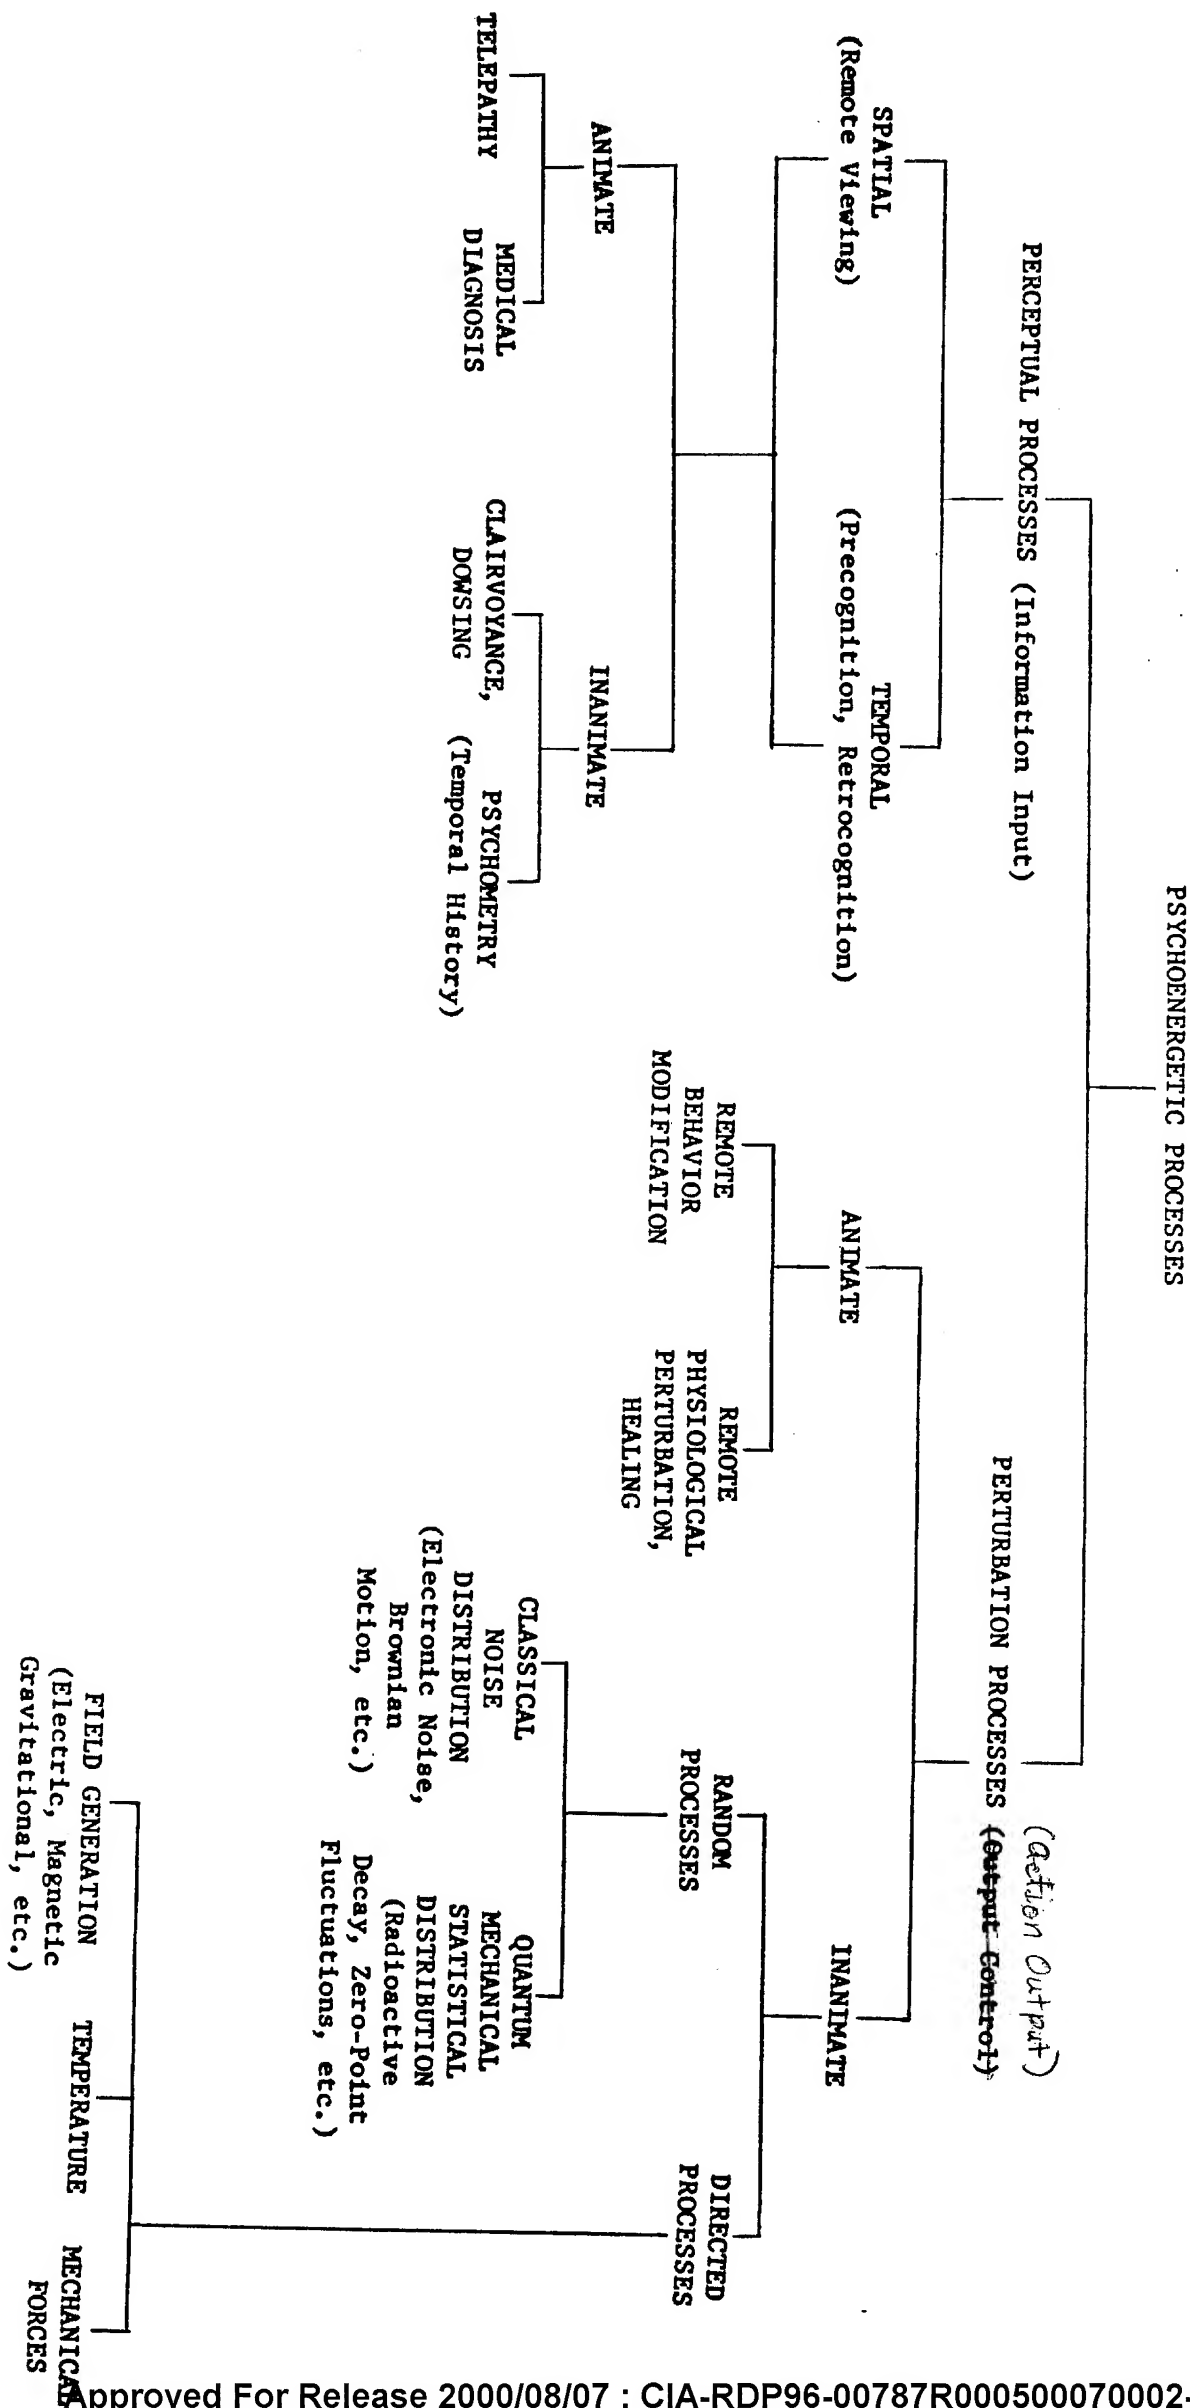 PSYCHOENERGETIC PROCESSES
PERCEPTUAL PROCESSES (Information Input)
SPATIAL
(Remote Viewing)
TEMPORAL
(Precognition, Retrocognition)
ANIMATE
TELEPATHY
MEDICAL
DIAGNOSIS
INANIMATE
CLAIRVOYANCE,
DOWSING
PSYCHOMETRY
(Temporal History)
(Action Output)
PERTURBATION PROCESSES (Output Control)
ANIMATE
REMOTE
BEHAVIOR
MODIFICATION
REMOTE
PHYSIOLOGICAL
PERTURBATION,
HEALING
INANIMATE
RANDOM
PROCESSES
CLASSICAL
NOISE
DISTRIBUTION
(Electronic Noise,
Brownian
Motion, etc.)
QUANTUM
MECHANICAL
STATISTICAL
DISTRIBUTION
(Radioactive
Decay, Zero-Point
Fluctuations, etc.)
DIRECTED
PROCESSES
FIELD GENERATION
(Electric, Magnetic
Gravitational, etc.)
TEMPERATURE
MECHANICA
FORCES
Approved For Release 2000/08/07 : CIA-RDP96-00787R000500070002-